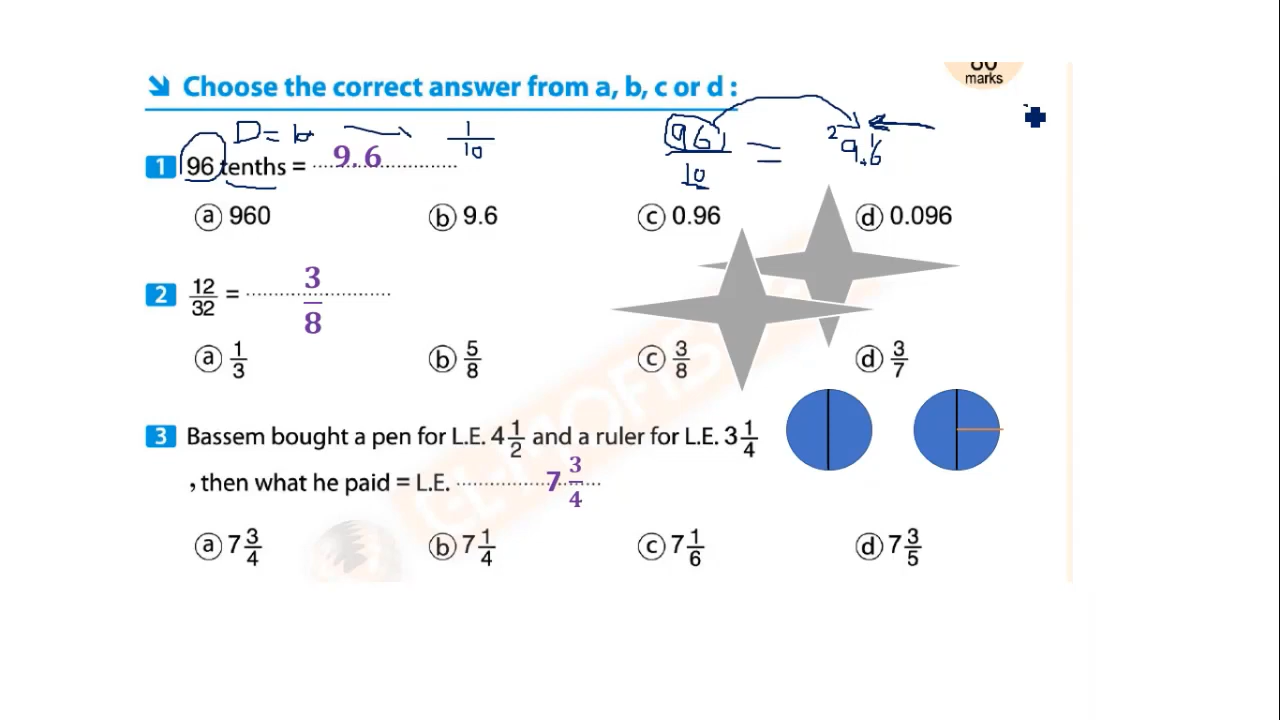 80
marks
Choose the correct answer from a, b, c or d :
D = 10 1/10 96/10 = 9.6
1 96 tenths = 9.6
a 960 b 9.6 c 0.96 d 0.096
2 12/32 = 3/8
a 1/3 b 5/8 c 3/8 d 3/7
3 Bassem bought a pen for L.E. 4 1/2 and a ruler for L.E. 3 1/4
, then what he paid = L.E. 7 3/4
a 7 3/4 b 7 1/4 c 7 1/6 d 7 3/5